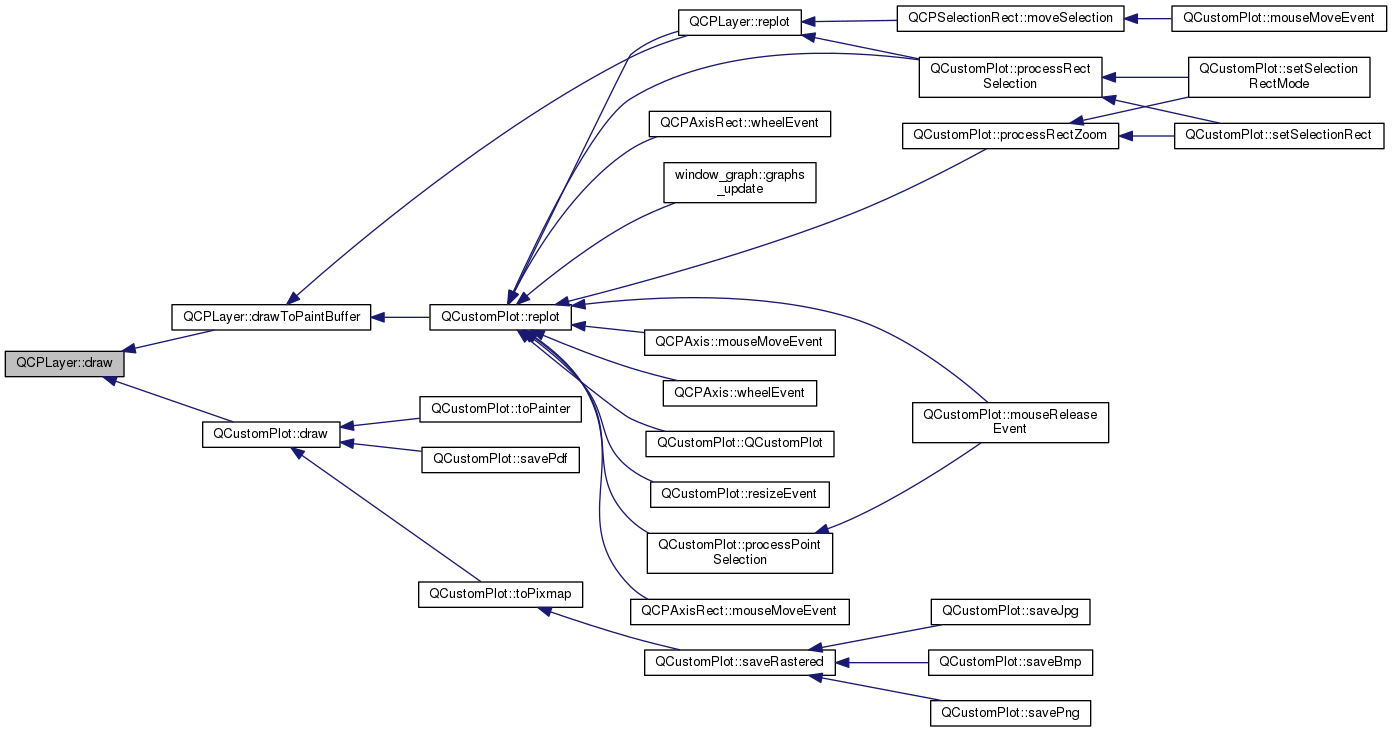 QCPLayer::replot
QCPSelectionRect::moveSelection
QCustomPlot::mouseMoveEvent
QCustomPlot::processRect
Selection
QCustomPlot::setSelection
RectMode
QCPAxisRect::wheelEvent
QCustomPlot::processRectZoom
QCustomPlot::setSelectionRect
window_graph::graphs
_update
QCPLayer::drawToPaintBuffer
QCustomPlot::replot
QCPAxis::mouseMoveEvent
QCPLayer::draw
QCPAxis::wheelEvent
QCustomPlot::toPainter
QCustomPlot::mouseRelease
Event
QCustomPlot::draw
QCustomPlot::QCustomPlot
QCustomPlot::savePdf
QCustomPlot::resizeEvent
QCustomPlot::processPoint
Selection
QCustomPlot::toPixmap
QCPAxisRect::mouseMoveEvent
QCustomPlot::saveJpg
QCustomPlot::saveRastered
QCustomPlot::saveBmp
QCustomPlot::savePng